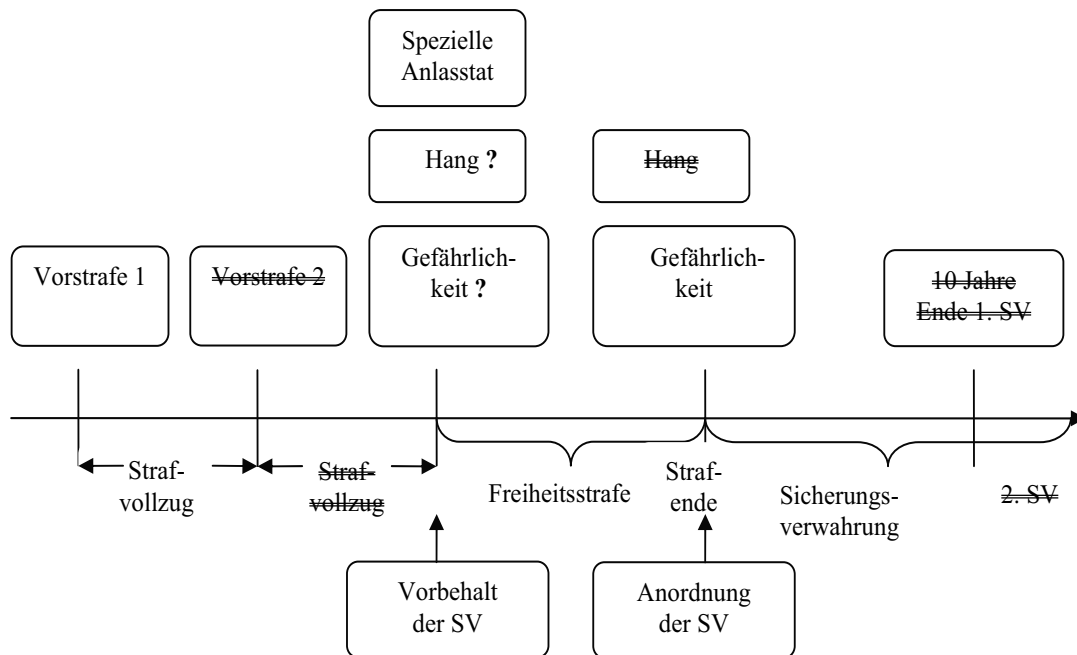 Spezielle
Anlasstat
Hang ?
Hang
Vorstrafe 1
Vorstrafe 2
Gefährlich-
keit ?
Gefährlich-
keit
10 Jahre
Ende 1. SV
Straf-
vollzug
Straf-
vollzug
Freiheitsstrafe
Straf-
ende
Sicherungs-
verwahrung
2. SV
Vorbehalt
der SV
Anordnung
der SV